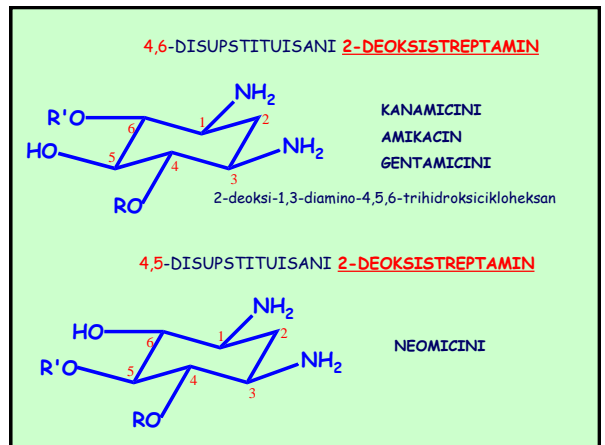 4,6-DISUPSTITUISANI 2-DEOKSISTREPTAMIN
NH2
R'O
1
2
6
HO
NH2
5
4
3
RO
KANAMICINI
AMIKACIN
GENTAMICINI
2-deoksi-1,3-diamino-4,5,6-trihidroksicikloheksan
4,5-DISUPSTITUISANI 2-DEOKSISTREPTAMIN
NH2
HO
1
2
6
R'O
NH2
5
4
3
RO
NEOMICINI